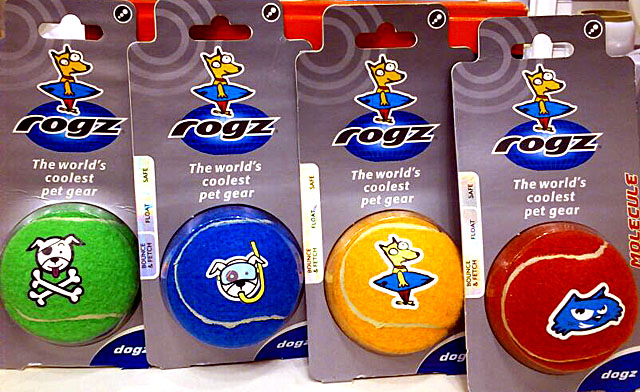 rogz
The world's
coolest
pet gear
BOUNCE
& FETCH
FLOAT
SAFE
dogz
rogz
The world's
coolest
pet gear
BOUNCE
& FETCH
FLOAT
SAFE
dogz
rogz
The world's
coolest
pet gear
BOUNCE
& FETCH
FLOAT
SAFE
dogz
rogz
The world's
coolest
pet gear
MOLECULE
dogz